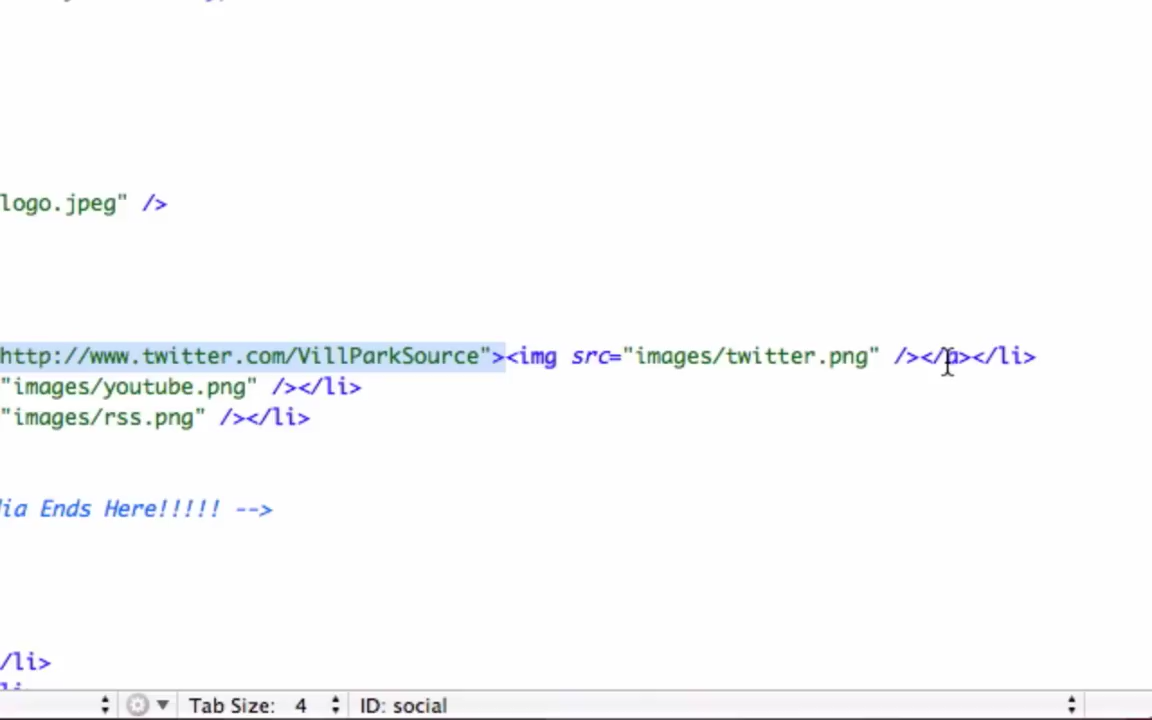 logo.jpeg" />
http://www.twitter.com/VillParkSource"><img src="images/twitter.png" /></a></li>
"images/youtube.png" /></li>
"images/rss.png" /></li>
dia Ends Here!!!!! -->
/li>
Tab Size: 4 ID: social